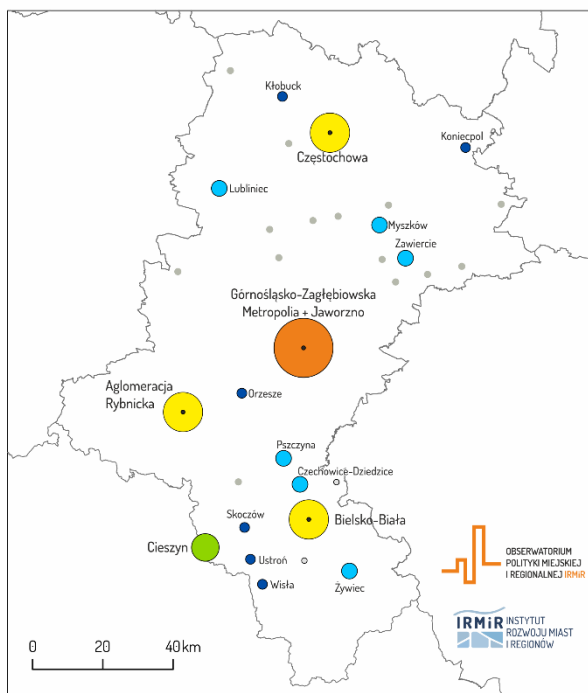 Kłobuck
Koniecpol
Częstochowa
Lubliniec
Myszków
Zawiercie
Górnośląsko-Zagłębiowska
Metropolia + Jaworzno
Aglomeracja
Rybnicka
Orzesze
Pszczyna
Czechowice-Dziedzice
Skoczów
Bielsko-Biała
Cieszyn
Ustroń
Wisła
Żywiec
OBSERWATORIUM
POLITYKI MIEJSKIEJ
I REGIONALNEJ IRMiR
IRMiR
INSTYTUT
ROZWOJU MIAST
I REGIONÓW
0 20 40 km